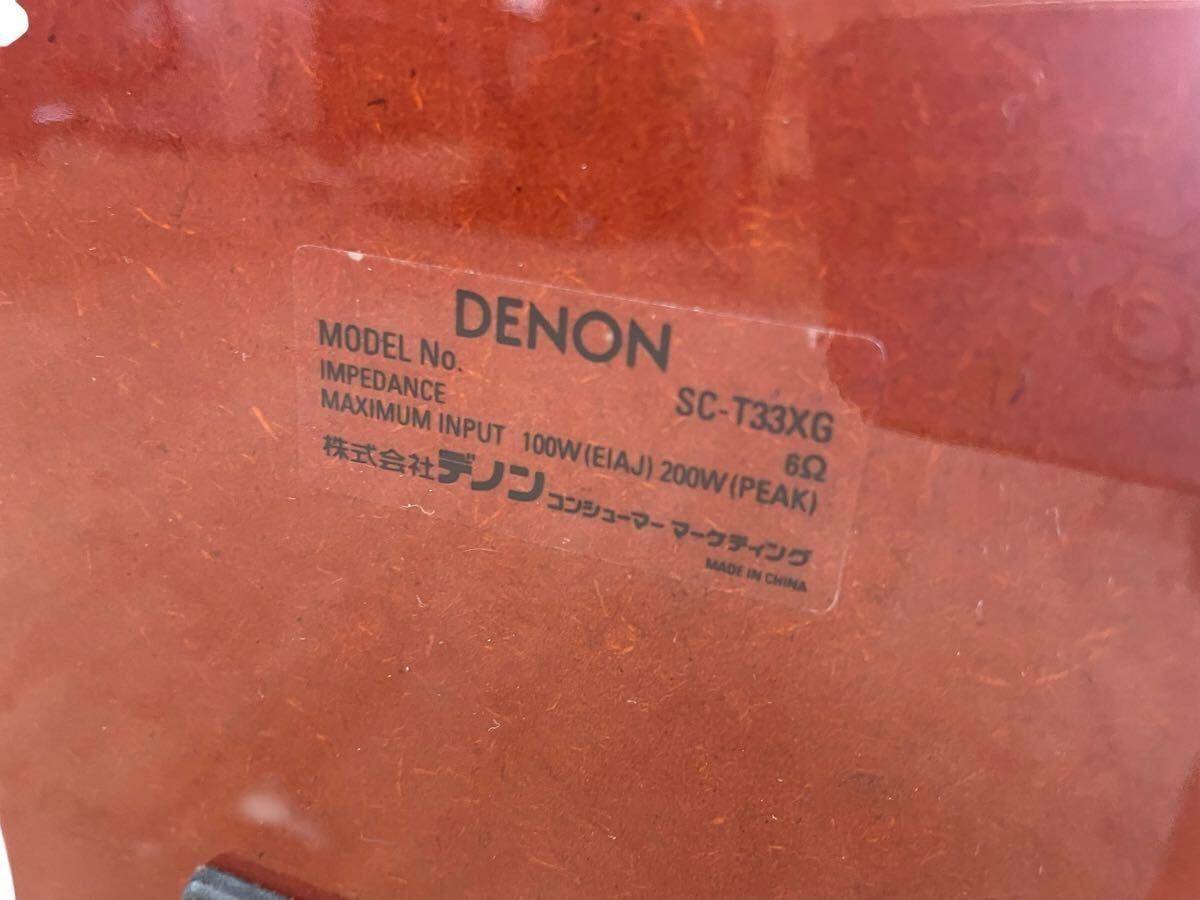 DENON
MODEL No. SC-T33XG
IMPEDANCE 6Ω
MAXIMUM INPUT 100W(EIAJ) 200W(PEAK)
株式会社デノン コンシューマー マーケティング
MADE IN CHINA